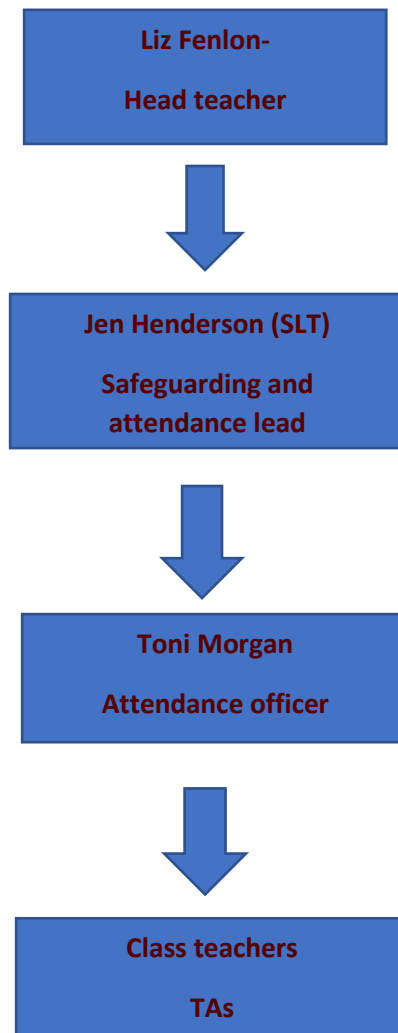 Liz Fenlon-
Head teacher
Jen Henderson (SLT)
Safeguarding and
attendance lead
Toni Morgan
Attendance officer
Class teachers
TAs